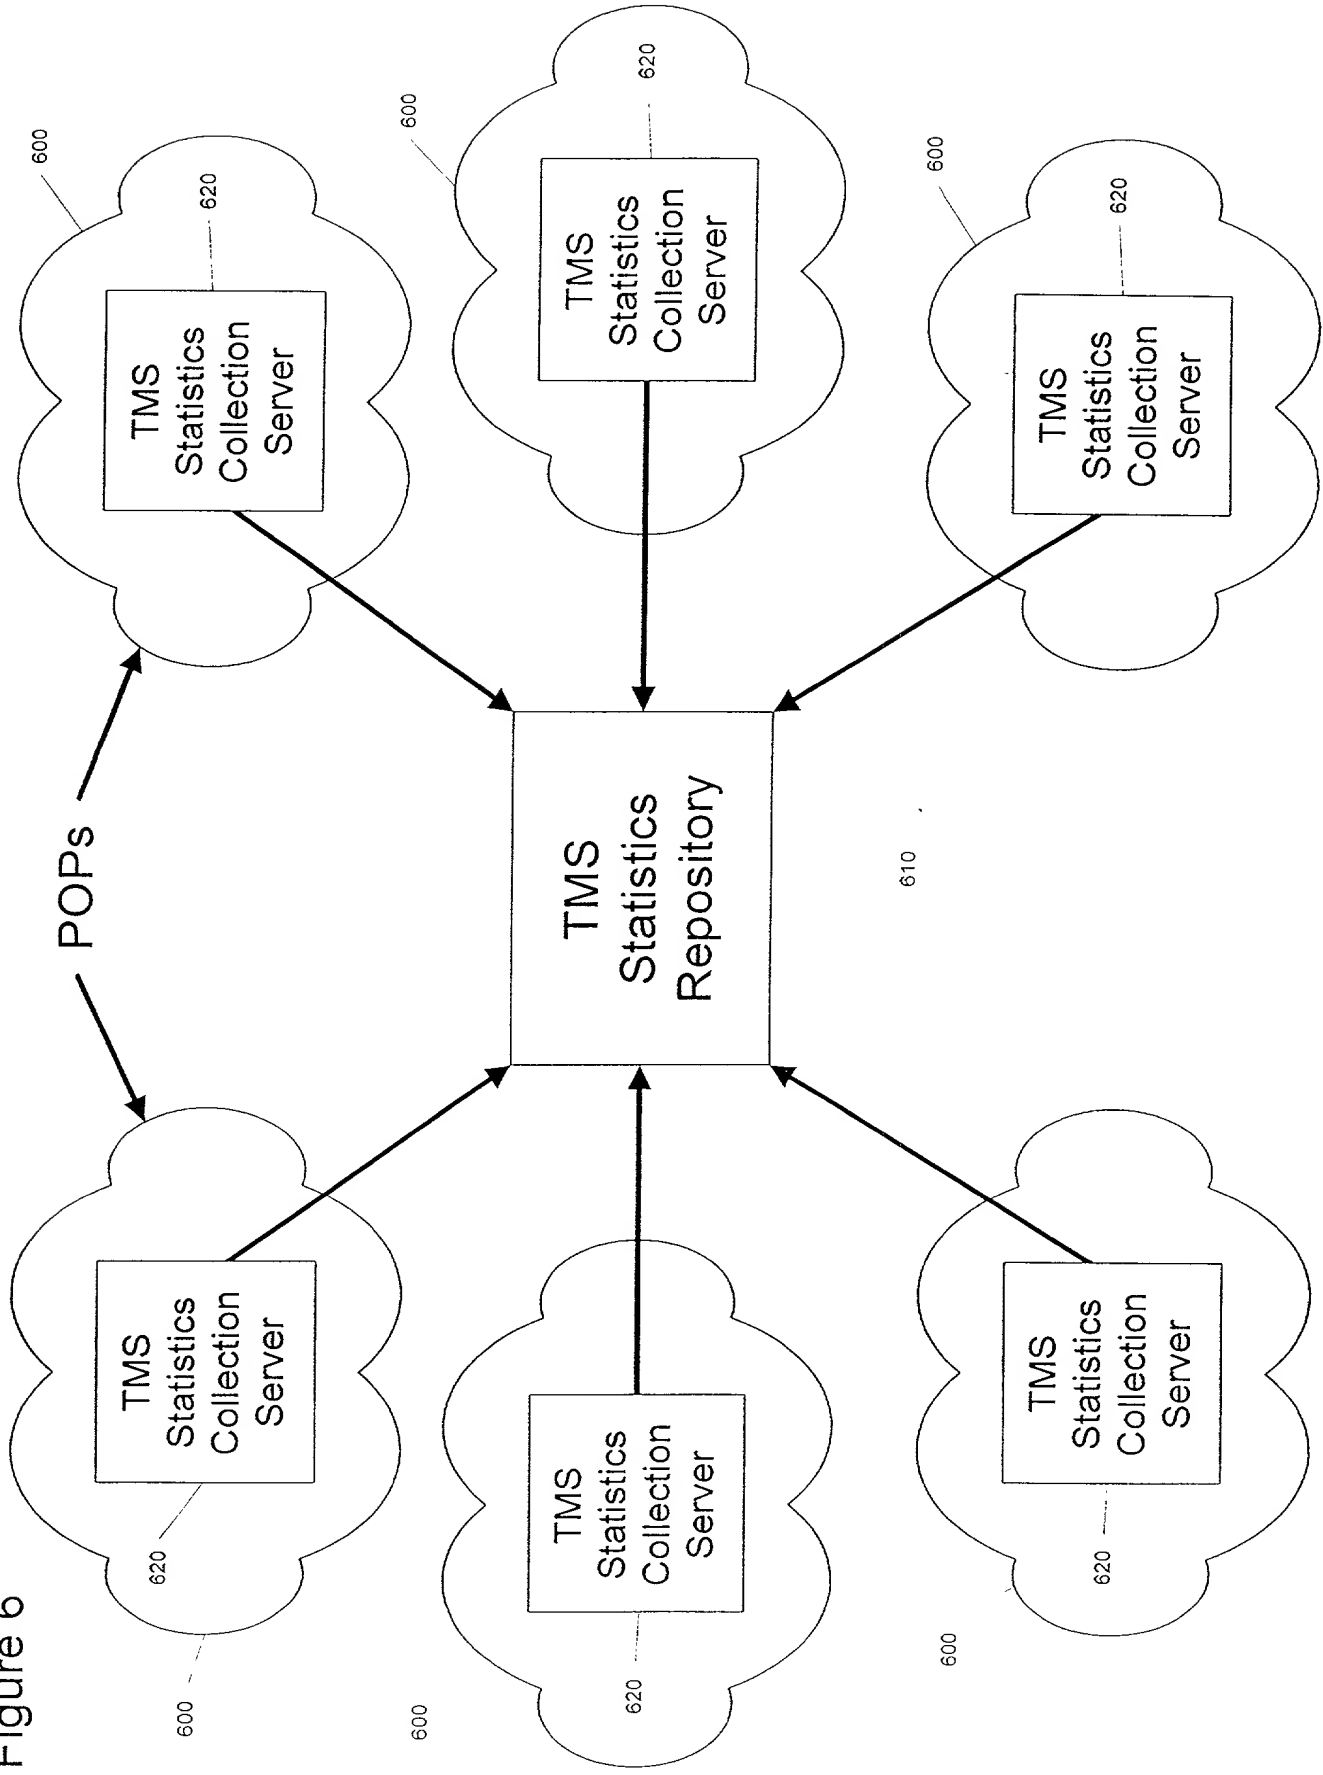 Figure 6
POPs
600
620
TMS
Statistics
Collection
Server
600
620
TMS
Statistics
Collection
Server
600
620
TMS
Statistics
Collection
Server
TMS
Statistics
Repository
610
600
620
TMS
Statistics
Collection
Server
600
620
TMS
Statistics
Collection
Server
600
620
TMS
Statistics
Collection
Server